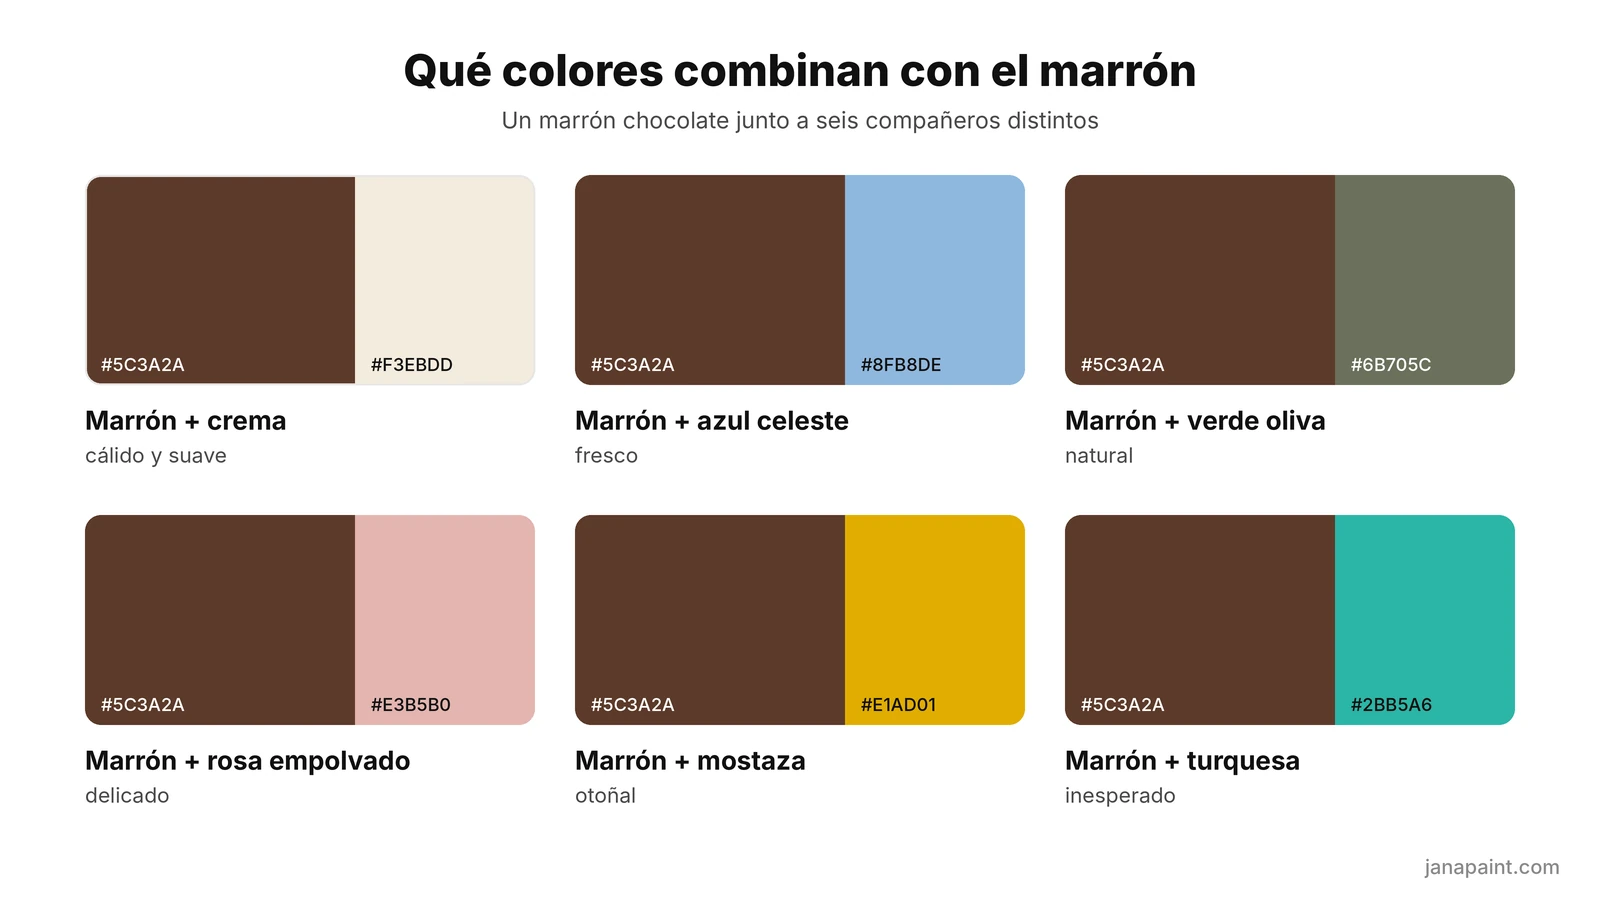 Qué colores combinan con el marrón
Un marrón chocolate junto a seis compañeros distintos
#5C3A2A
#F3EBDD
Marrón + crema
cálido y suave
#5C3A2A
#8FB8DE
Marrón + azul celeste
fresco
#5C3A2A
#6B705C
Marrón + verde oliva
natural
#5C3A2A
#E3B5B0
Marrón + rosa empolvado
delicado
#5C3A2A
#E1AD01
Marrón + mostaza
otoñal
#5C3A2A
#2BB5A6
Marrón + turquesa
inesperado
janapaint.com